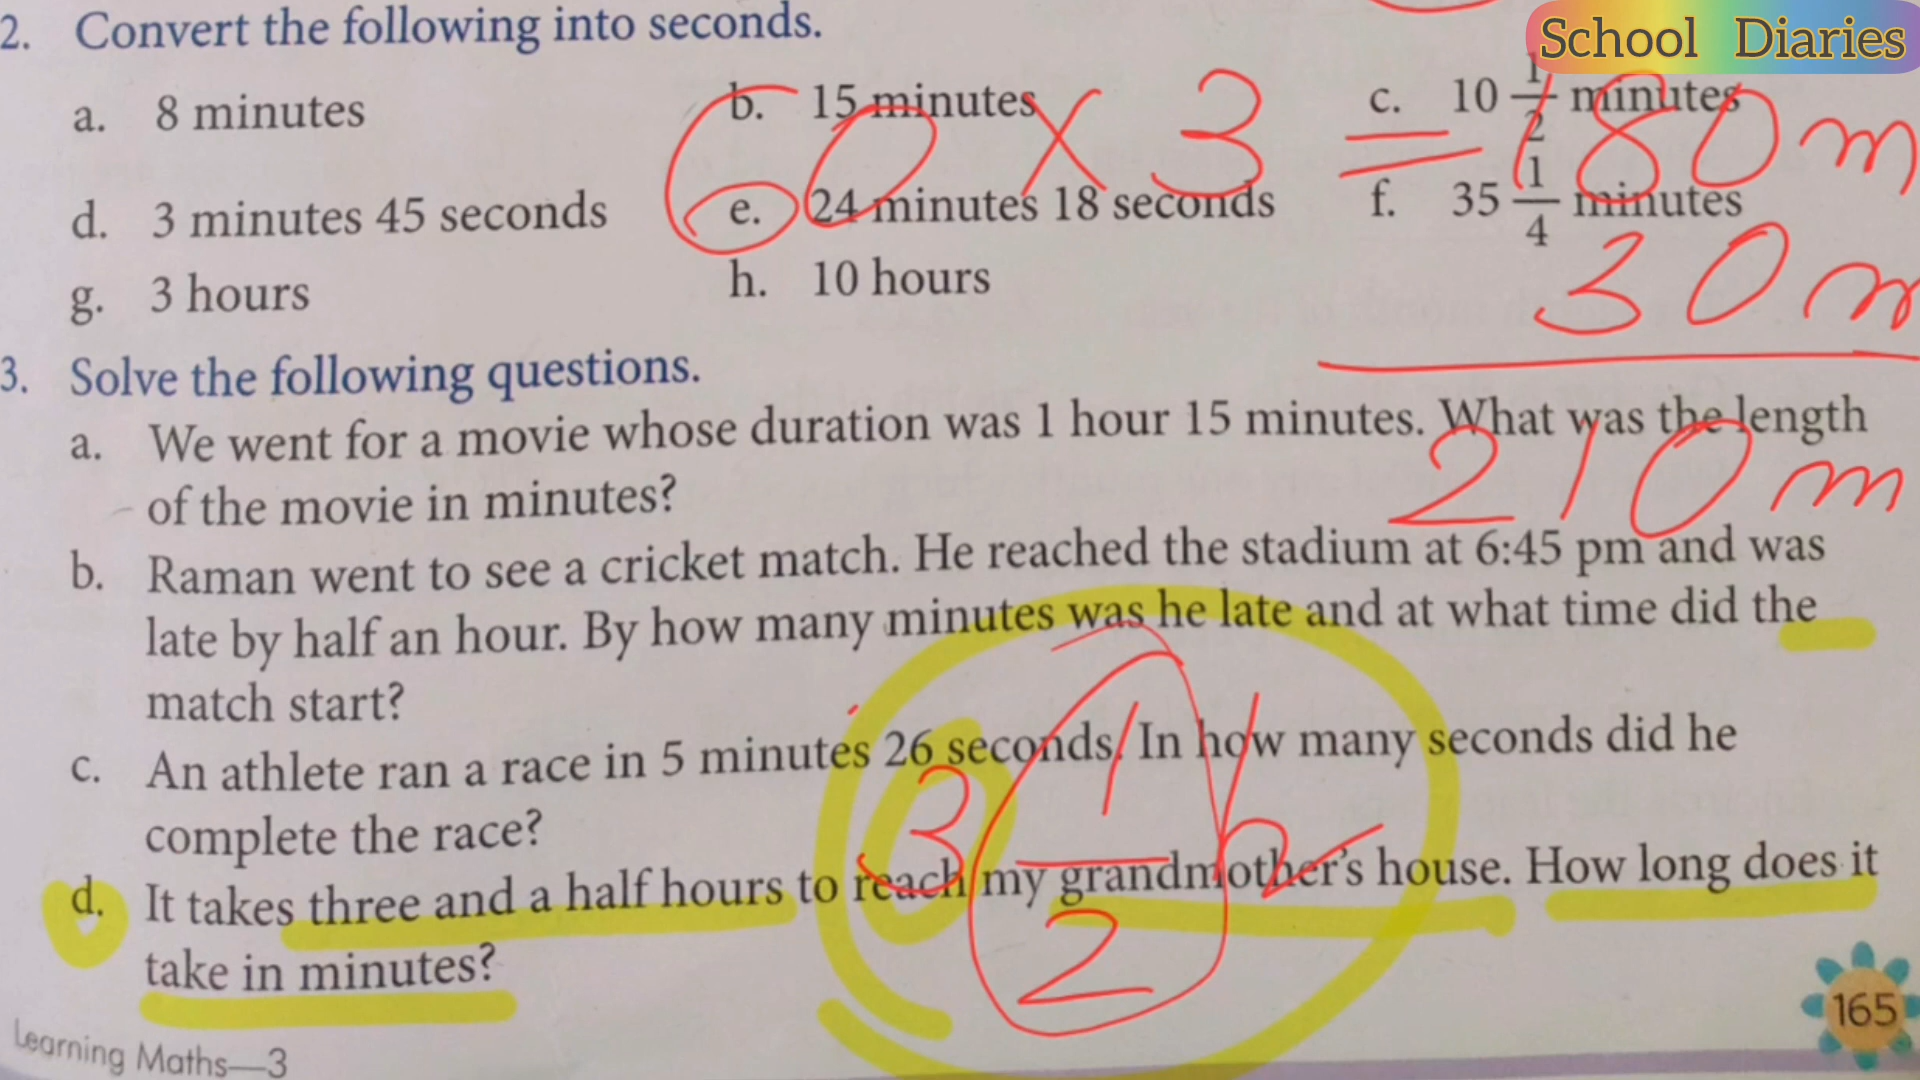 School Diaries
2. Convert the following into seconds.
a. 8 minutes b. 15 minutes c. 10 1/2 minutes
60 × 3 = 180 m
d. 3 minutes 45 seconds e. 24 minutes 18 seconds f. 35 1/4 minutes
30 m
g. 3 hours h. 10 hours
3. Solve the following questions.
a. We went for a movie whose duration was 1 hour 15 minutes. What was the length
210 m
of the movie in minutes?
b. Raman went to see a cricket match. He reached the stadium at 6:45 pm and was
late by half an hour. By how many minutes was he late and at what time did the
match start?
c. An athlete ran a race in 5 minutes 26 seconds. In how many seconds did he
3 1/2 1/2
complete the race?
d. It takes three and a half hours to reach my grandmother's house. How long does it
take in minutes?
165
Learning Maths—3